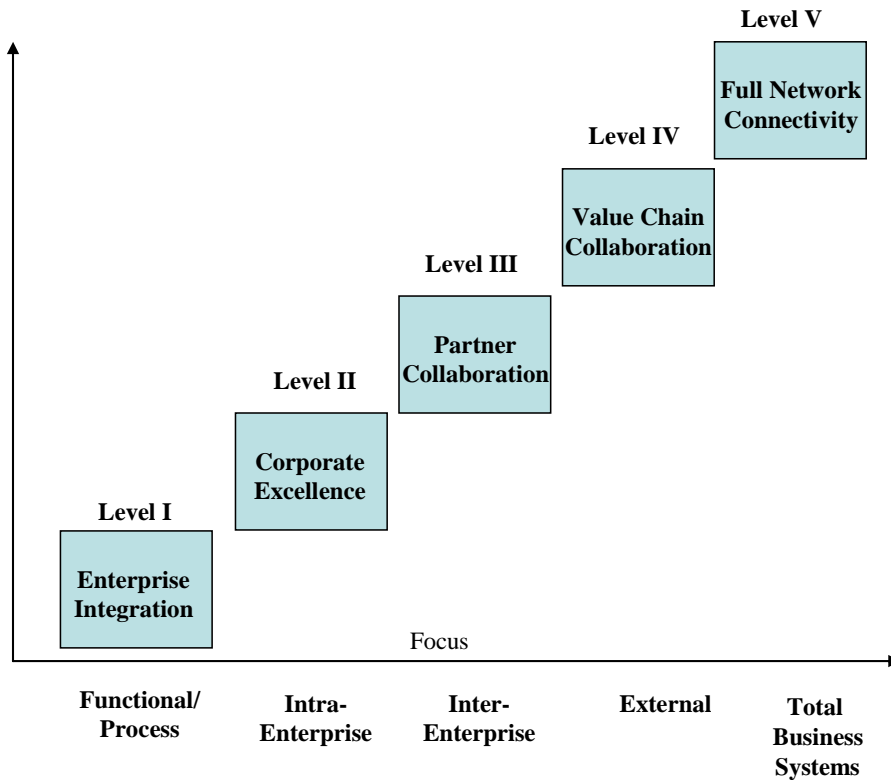 Level V
Full Network
Connectivity
Level IV
Value Chain
Collaboration
Level III
Partner
Collaboration
Level II
Corporate
Excellence
Level I
Enterprise
Integration
Focus
Functional/
Process
Intra-
Enterprise
Inter-
Enterprise
External
Total
Business
Systems